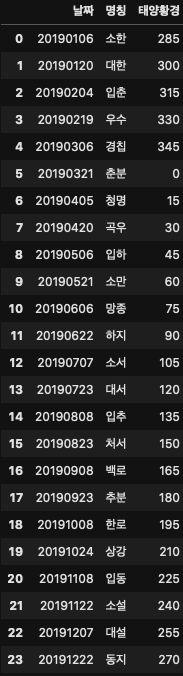 날짜 명칭 태양황경
0 20190106 소한 285
1 20190120 대한 300
2 20190204 입춘 315
3 20190219 우수 330
4 20190306 경칩 345
5 20190321 춘분 0
6 20190405 청명 15
7 20190420 곡우 30
8 20190506 입하 45
9 20190521 소만 60
10 20190606 망종 75
11 20190622 하지 90
12 20190707 소서 105
13 20190723 대서 120
14 20190808 입추 135
15 20190823 처서 150
16 20190908 백로 165
17 20190923 추분 180
18 20191008 한로 195
19 20191024 상강 210
20 20191108 입동 225
21 20191122 소설 240
22 20191207 대설 255
23 20191222 동지 270